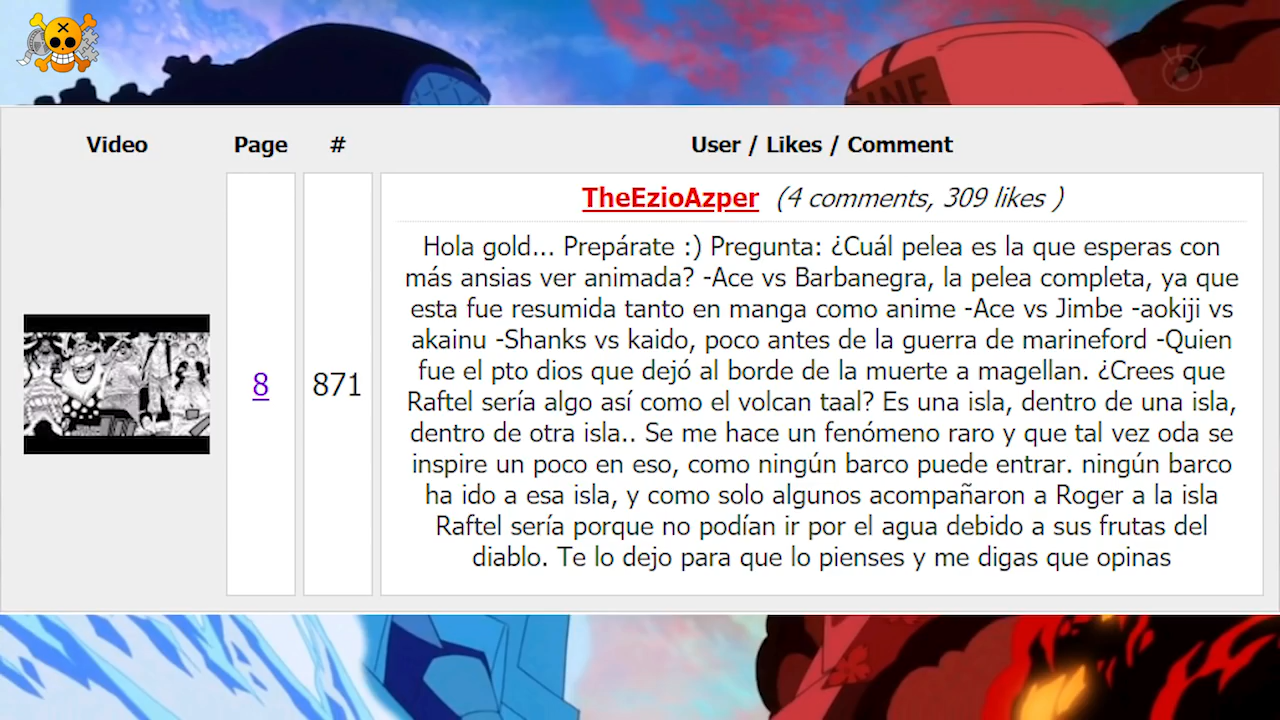 Video
Page
#
User / Likes / Comment
TheEzioAzper (4 comments, 309 likes )
8
871
Hola gold... Prepárate :) Pregunta: ¿Cuál pelea es la que esperas con
más ansias ver animada? -Ace vs Barbanegra, la pelea completa, ya que
esta fue resumida tanto en manga como anime -Ace vs Jimbe -aokiji vs
akainu -Shanks vs kaido, poco antes de la guerra de marineford -Quien
fue el pto dios que dejó al borde de la muerte a magellan. ¿Crees que
Raftel sería algo así como el volcan taal? Es una isla, dentro de una isla,
dentro de otra isla.. Se me hace un fenómeno raro y que tal vez oda se
inspire un poco en eso, como ningún barco puede entrar. ningún barco
ha ido a esa isla, y como solo algunos acompañaron a Roger a la isla
Raftel sería porque no podían ir por el agua debido a sus frutas del
diablo. Te lo dejo para que lo pienses y me digas que opinas